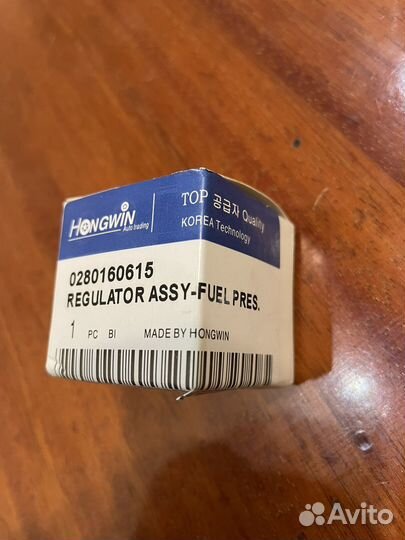 HONGWIN
Auto trading
TOP 공급자 Quality
KOREA Technology
0280160615
REGULATOR ASSY-FUEL PRES.
1 PC BI MADE BY HONGWIN
Avito